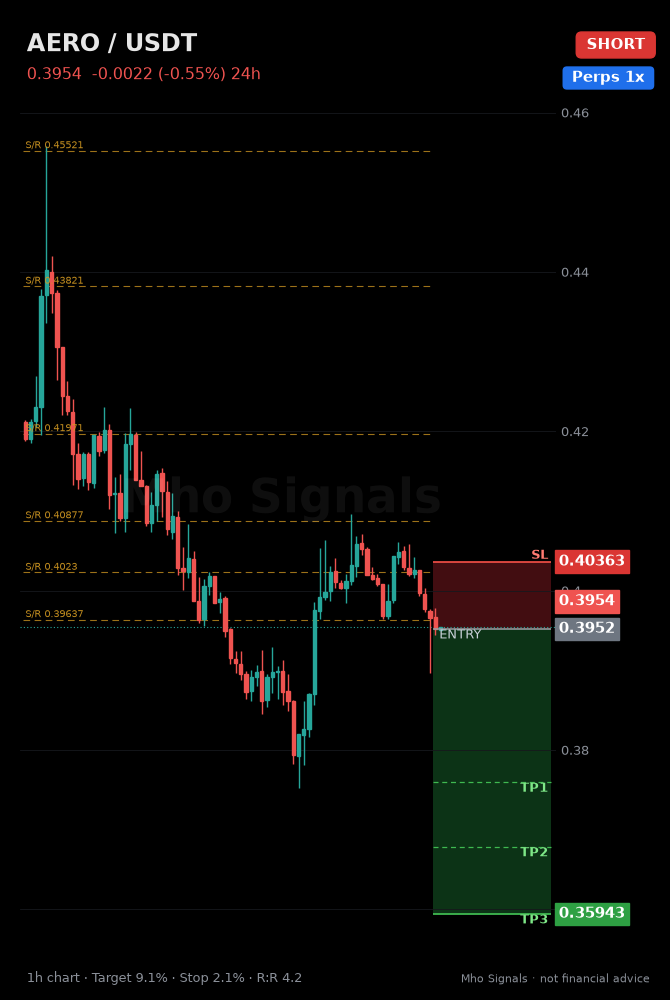 AERO / USDT
SHORT
0.3954 -0.0022 (-0.55%) 24h
Perps 1x
0.46
S/R 0.45521
0.44
S/R 0.43821
0.42
S/R 0.41971
Mho Signals
S/R 0.40877
SL 0.40363
S/R 0.4023
0.3954
S/R 0.39637
0.3952
ENTRY
0.38
TP1
TP2
TP3 0.35943
1h chart · Target 9.1% · Stop 2.1% · R:R 4.2
Mho Signals · not financial advice